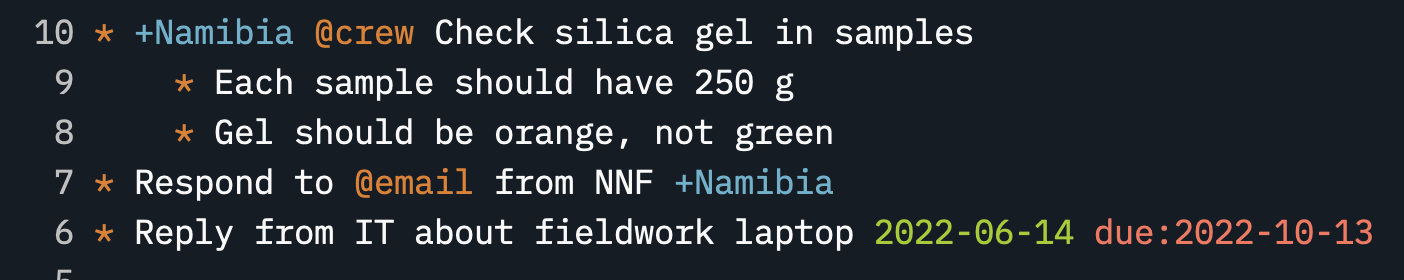 10 * +Namibia @crew Check silica gel in samples
9 * Each sample should have 250 g
8 * Gel should be orange, not green
7 * Respond to @email from NNF +Namibia
6 * Reply from IT about fieldwork laptop 2022-06-14 due:2022-10-13
5